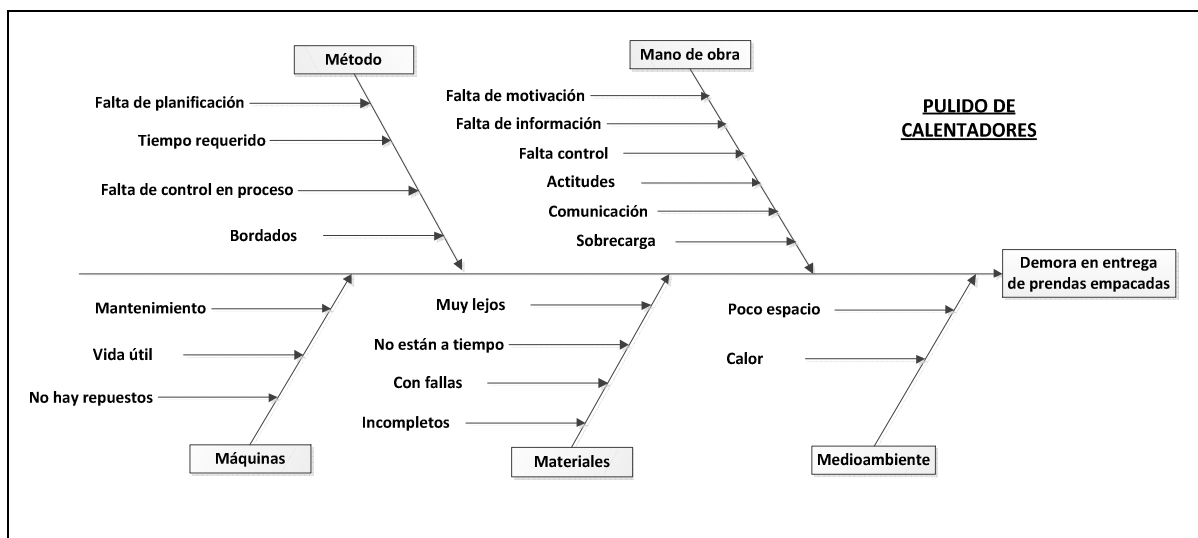 Método
Mano de obra
PULIDO DE
CALENTADORES
Falta de planificación
Tiempo requerido
Falta de control en proceso
Bordados
Falta de motivación
Falta de información
Falta control
Actitudes
Comunicación
Sobrecarga
Demora en entrega
de prendas empacadas
Mantenimiento
Vida útil
No hay repuestos
Máquinas
Muy lejos
No están a tiempo
Con fallas
Incompletos
Materiales
Poco espacio
Calor
Medioambiente